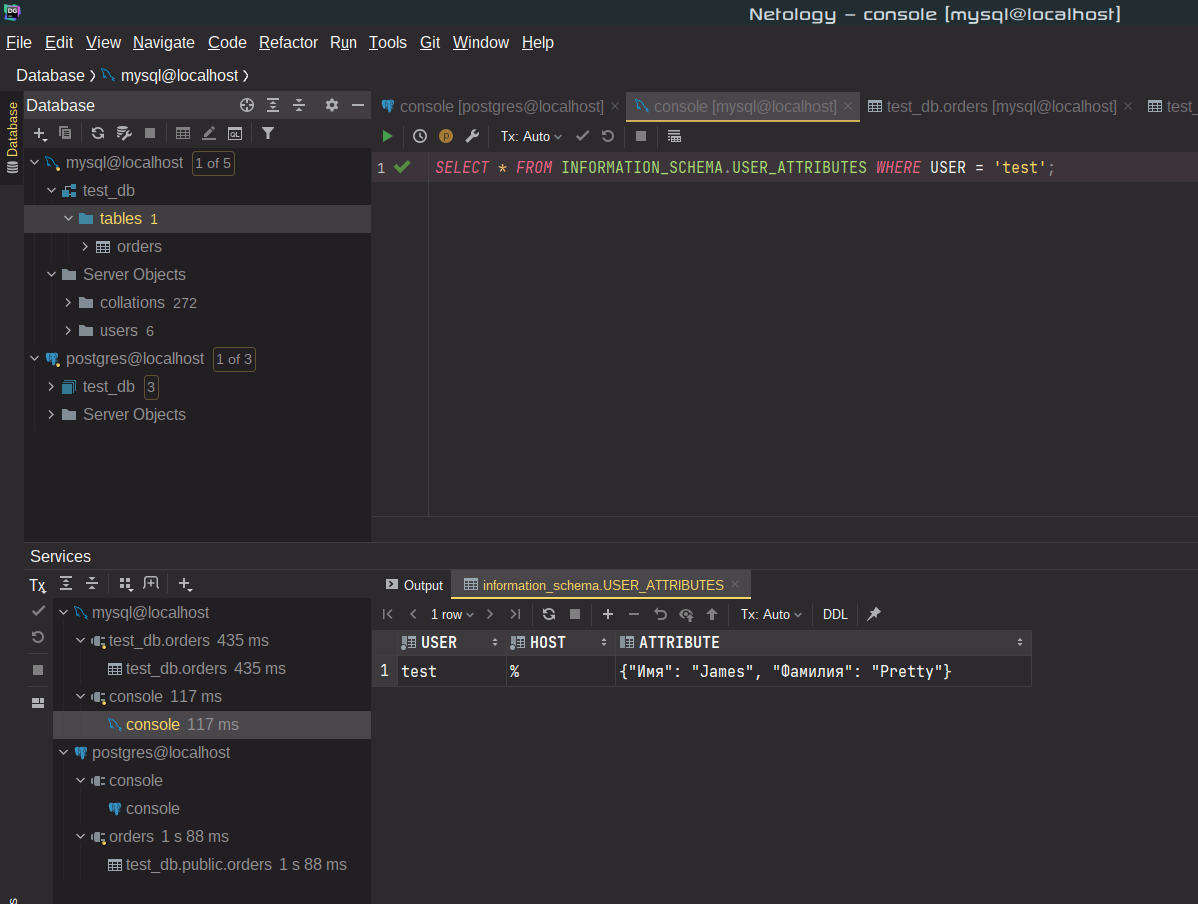 DG
Netology – console [mysql@localhost]
File Edit View Navigate Code Refactor Run Tools Git Window Help
Database mysql@localhost
Database
Database
console [postgres@localhost] console [mysql@localhost] test_db.orders [mysql@localhost] test_
QL
p Tx: Auto
1 SELECT * FROM INFORMATION_SCHEMA.USER_ATTRIBUTES WHERE USER = 'test';
mysql@localhost 1 of 5
test_db
tables 1
orders
Server Objects
collations 272
users 6
postgres@localhost 1 of 3
test_db 3
Server Objects
Services
Tx
mysql@localhost
test_db.orders 435 ms
test_db.orders 435 ms
console 117 ms
console 117 ms
postgres@localhost
console
console
orders 1 s 88 ms
test_db.public.orders 1 s 88 ms
Output information_schema.USER_ATTRIBUTES
1 row Tx: Auto DDL
USER HOST ATTRIBUTE
1 test % {"Имя": "James", "Фамилия": "Pretty"}